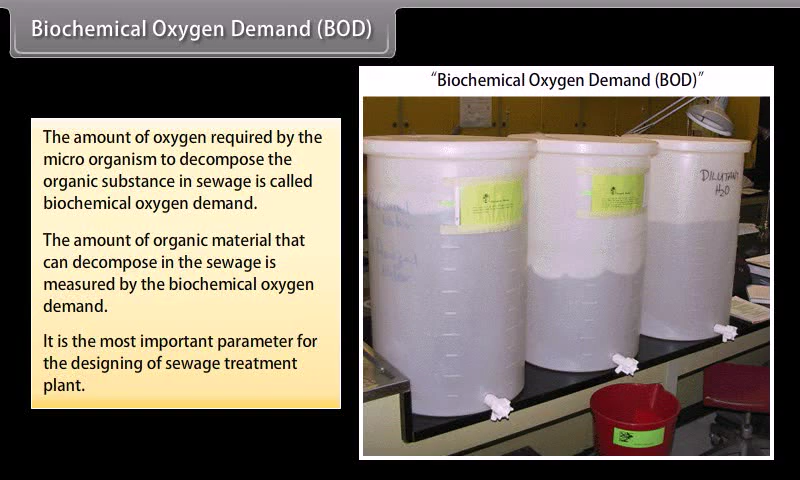 Biochemical Oxygen Demand (BOD)
The amount of oxygen required by the
micro organism to decompose the
organic substance in sewage is called
biochemical oxygen demand.
The amount of organic material that
can decompose in the sewage is
measured by the biochemical oxygen
demand.
It is the most important parameter for
the designing of sewage treatment
plant.
“Biochemical Oxygen Demand (BOD)”
DILUTANT
H2O